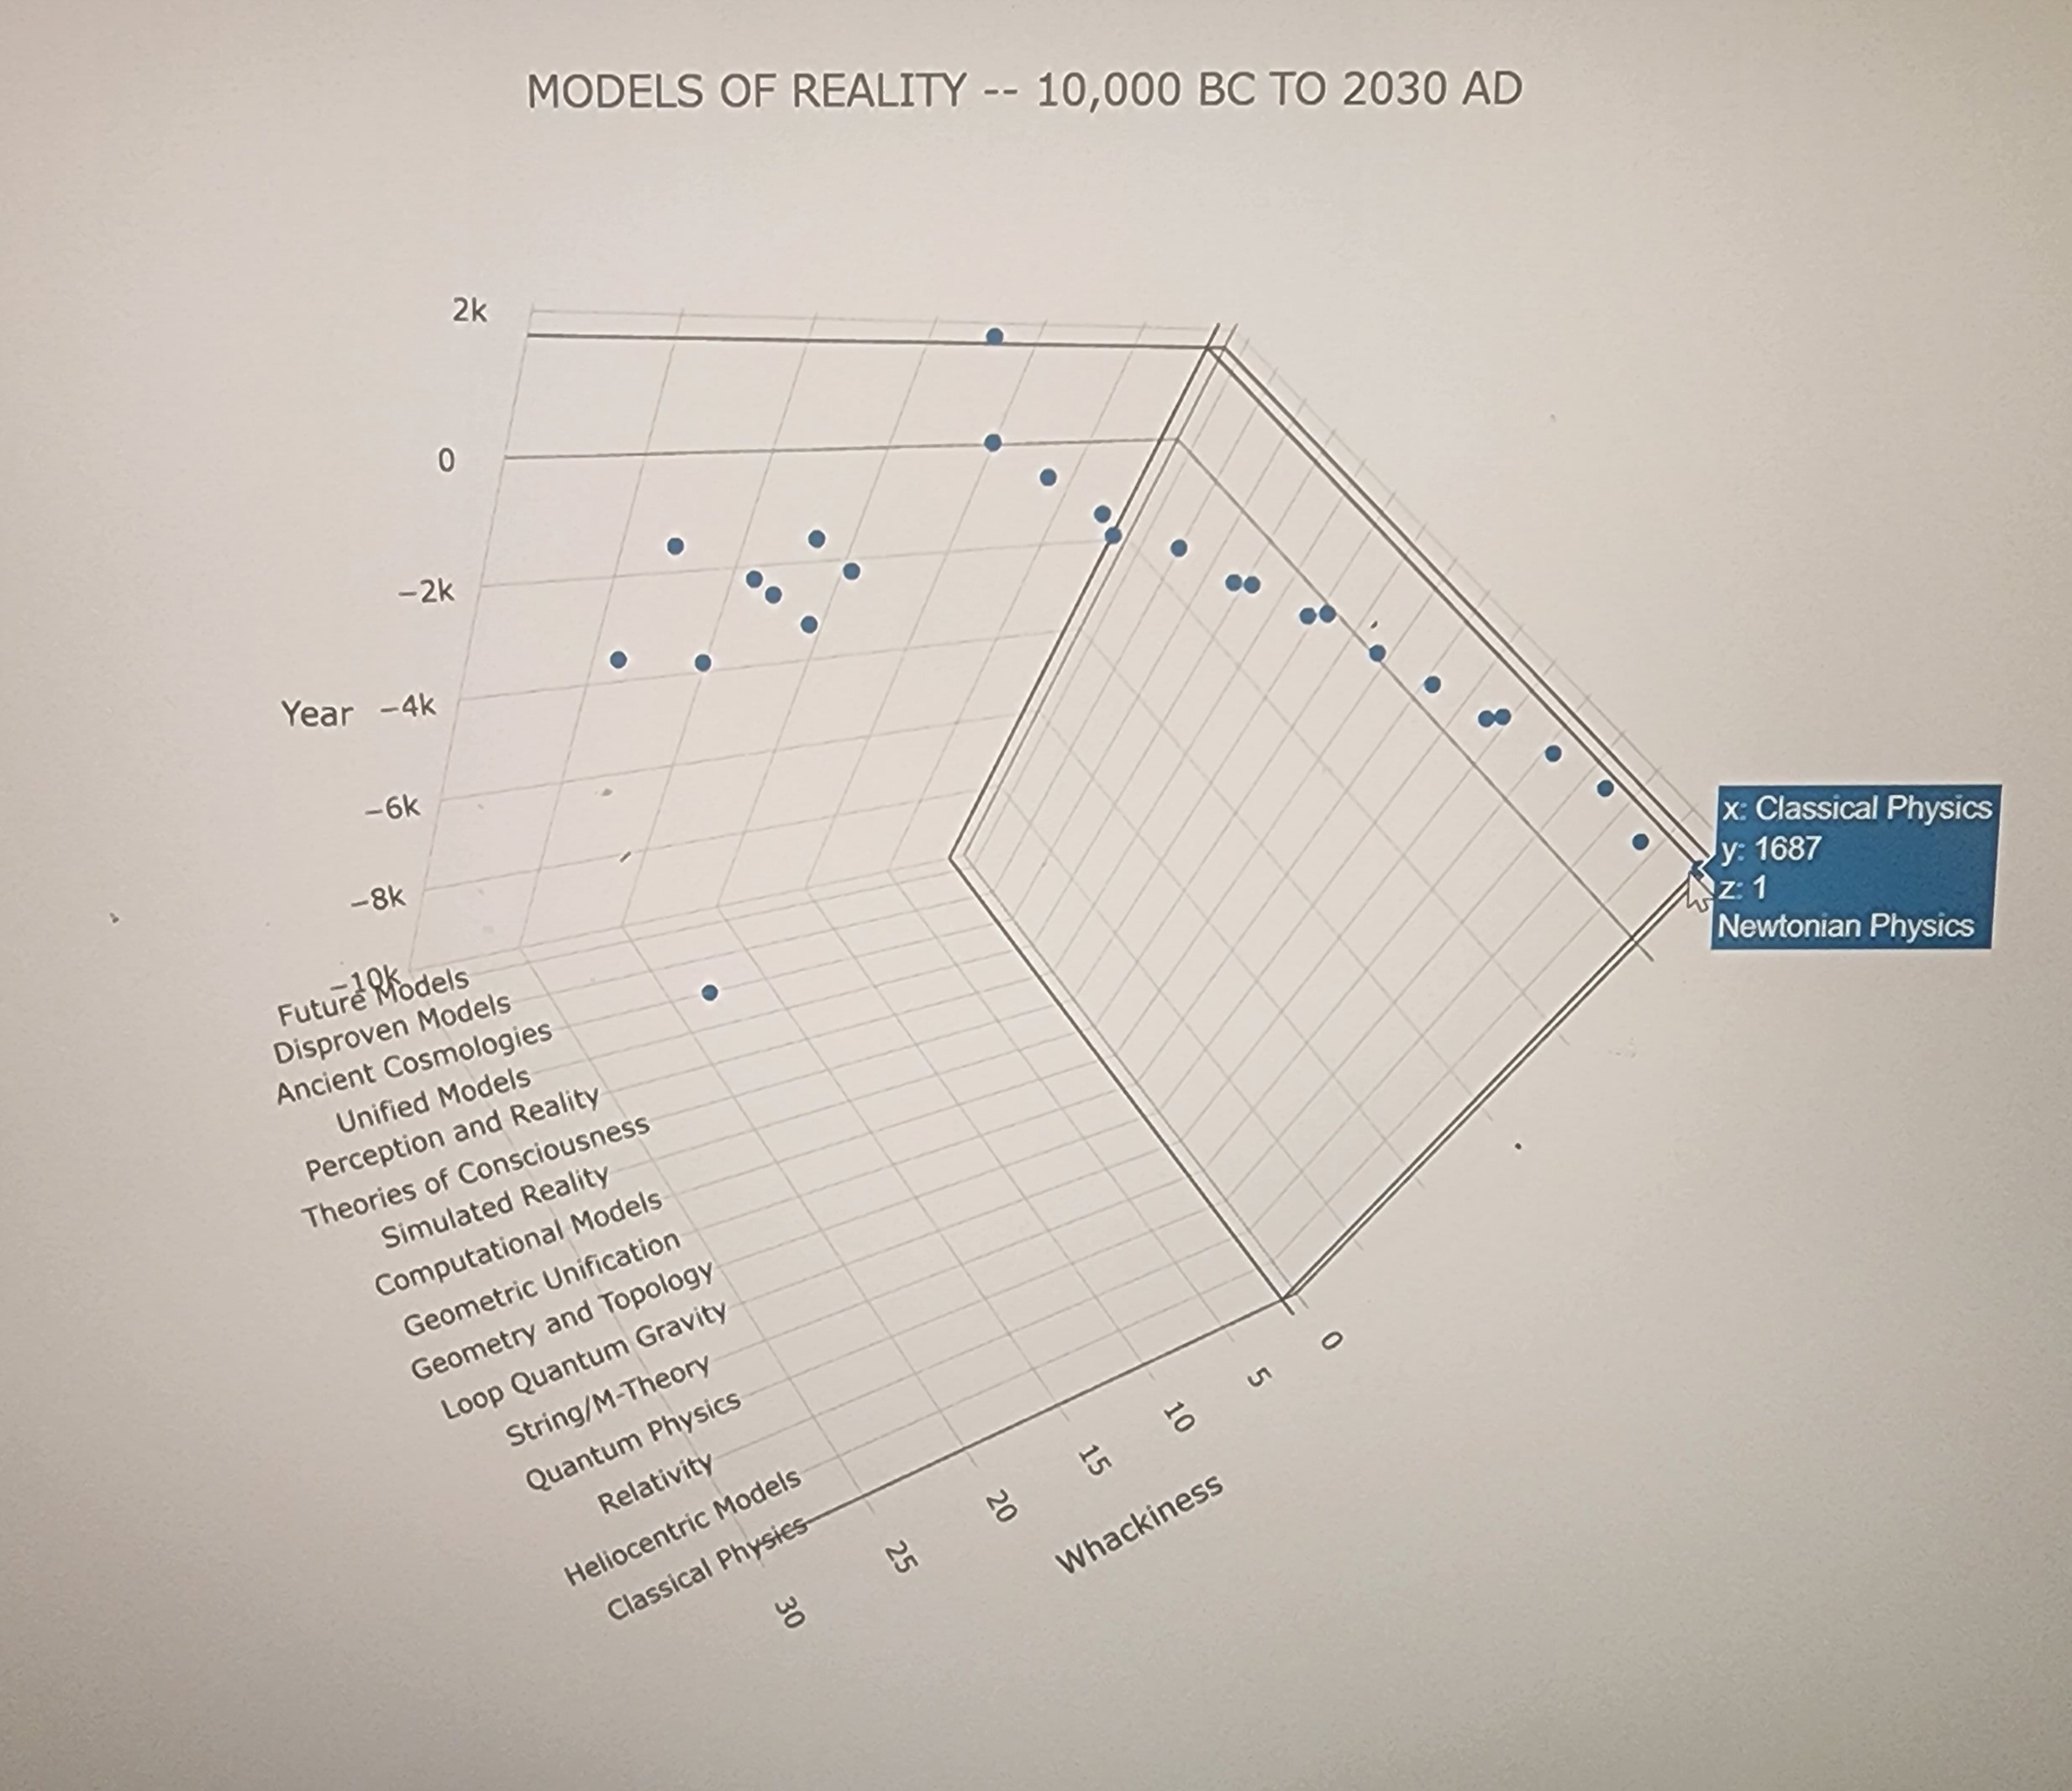 MODELS OF REALITY -- 10,000 BC TO 2030 AD
2k
0
−2k
Year
−4k
−6k
−8k
−10k
Future Models
Disproven Models
Ancient Cosmologies
Unified Models
Perception and Reality
Theories of Consciousness
Simulated Reality
Computational Models
Geometric Unification
Geometry and Topology
Loop Quantum Gravity
String/M-Theory
Quantum Physics
Relativity
Heliocentric Models
Classical Physics
x: Classical Physics
y: 1687
z: 1
Newtonian Physics
0
5
10
15
20
25
30
Whackiness